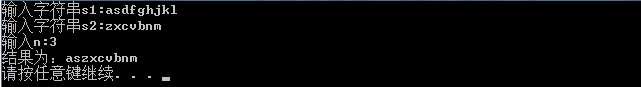 输入字符串s1:asdfghjkl
输入字符串s2:zxcvbnm
输入n:3
结果为：aszxcvbnm
请按任意键继续. . .